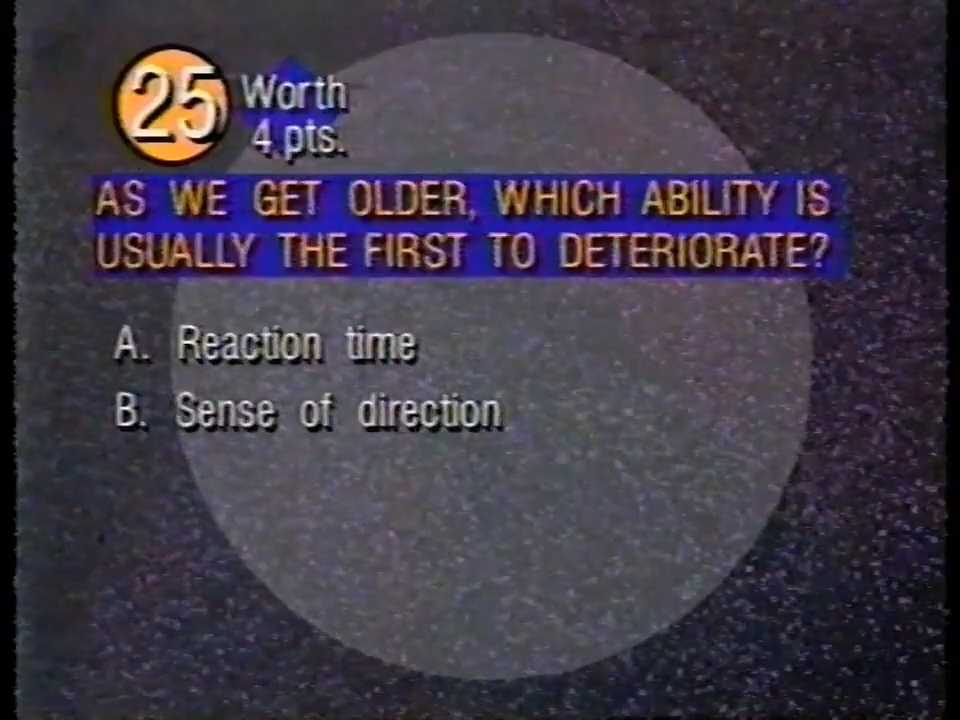 25 Worth
4 pts.
AS WE GET OLDER, WHICH ABILITY IS
USUALLY THE FIRST TO DETERIORATE?
A. Reaction time
B. Sense of direction